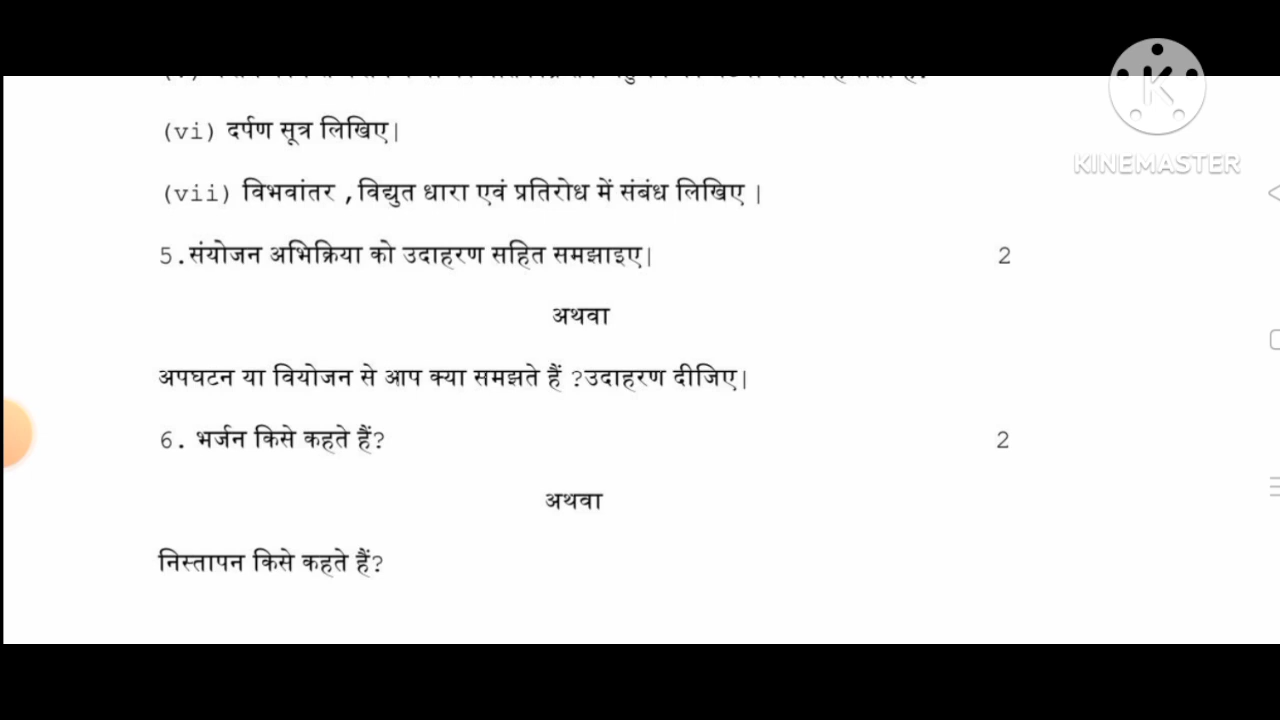 KINEMASTER
(vi) दर्पण सूत्र लिखिए|
(vii) विभवांतर ,विद्युत धारा एवं प्रतिरोध में संबंध लिखिए |
5.संयोजन अभिक्रिया को उदाहरण सहित समझाइए| 2
अथवा
अपघटन या वियोजन से आप क्या समझते हैं ?उदाहरण दीजिए|
6. भर्जन किसे कहते हैं? 2
अथवा
निस्तापन किसे कहते हैं?